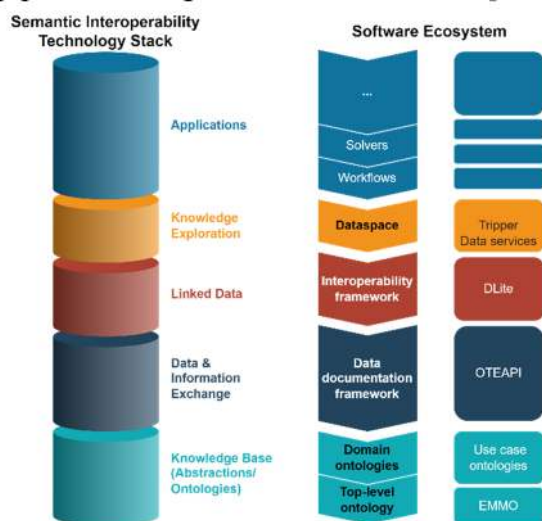 Semantic Interoperability
Technology Stack
Software Ecosystem
Applications
...
Solvers
Workflows
Knowledge
Exploration
Dataspace
Tripper
Data services
Linked Data
Interoperability
framework
DLite
Data &
Information
Exchange
Data
documentation
framework
OTEAPI
Knowledge Base
(Abstractions/
Ontologies)
Domain
ontologies
Use case
ontologies
Top-level
ontology
EMMO